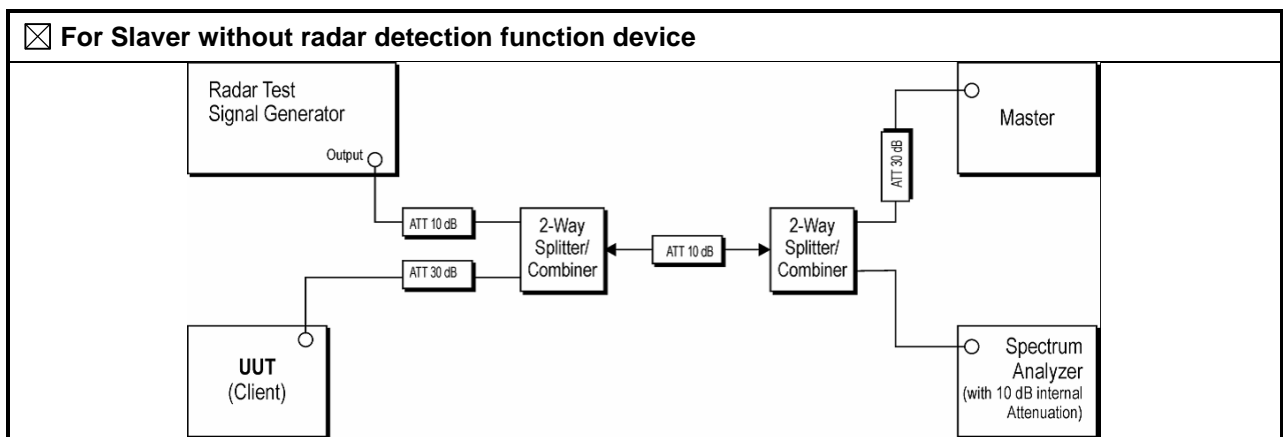 ☒ For Slaver without radar detection function device
Radar Test
Signal Generator
Output
Master
ATT 30 dB
ATT 10 dB
2-Way
Splitter/
Combiner
ATT 10 dB
2-Way
Splitter/
Combiner
ATT 30 dB
UUT
(Client)
Spectrum
Analyzer
(with 10 dB internal
Attenuation)